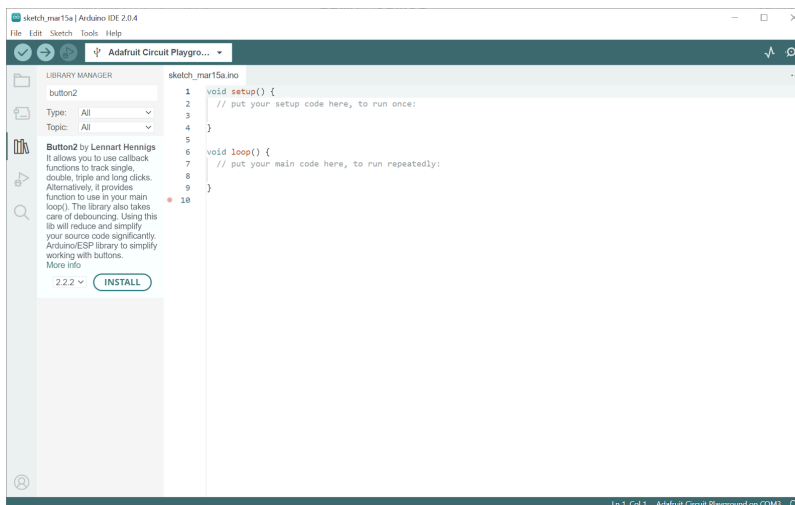 sketch_mar15a | Arduino IDE 2.0.4
File Edit Sketch Tools Help
Adafruit Circuit Playgro...
LIBRARY MANAGER
button2
Type: All
Topic: All
Button2 by Lennart Hennigs
It allows you to use callback
functions to track single,
double, triple and long clicks.
Alternatively, it provides
function to use in your main
loop(). The library also takes
care of debouncing. Using this
lib will reduce and simplify
your source code significantly.
Arduino/ESP library to simplify
working with buttons.
More info
2.2.2 INSTALL
sketch_mar15a.ino
1 void setup() {
2 // put your setup code here, to run once:
3
4 }
5
6 void loop() {
7 // put your main code here, to run repeatedly:
8
9 }
10
Ln 1, Col 1 Adafruit Circuit Playground on COM3